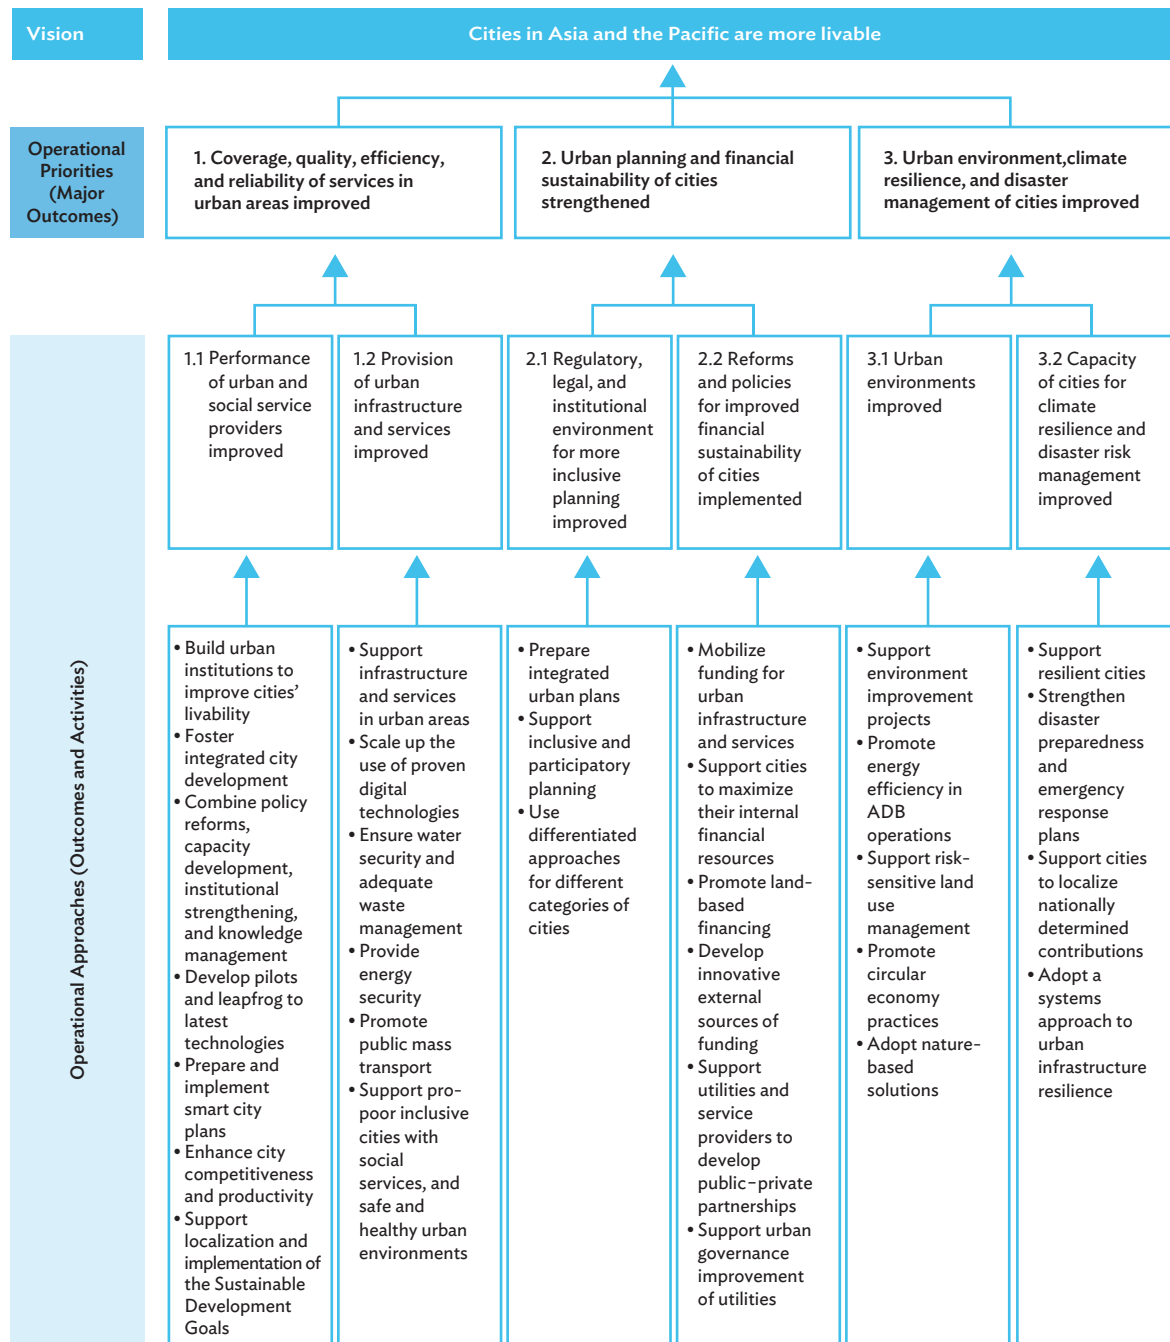 Vision
Cities in Asia and the Pacific are more livable
Operational
Priorities
(Major
Outcomes)
1. Coverage, quality, efficiency,
and reliability of services in
urban areas improved
2. Urban planning and financial
sustainability of cities
strengthened
3. Urban environment,climate
resilience, and disaster
management of cities improved
Operational Approaches (Outcomes and Activities)
1.1 Performance
of urban and
social service
providers
improved
1.2 Provision
of urban
infrastructure
and services
improved
2.1 Regulatory,
legal, and
institutional
environment
for more
inclusive
planning
improved
2.2 Reforms
and policies
for improved
financial
sustainability
of cities
implemented
3.1 Urban
environments
improved
3.2 Capacity
of cities for
climate
resilience and
disaster risk
management
improved
• Build urban
institutions to
improve cities’
livability
• Foster
integrated city
development
• Combine policy
reforms,
capacity
development,
institutional
strengthening,
and knowledge
management
• Develop pilots
and leapfrog to
latest
technologies
• Prepare and
implement
smart city
plans
• Enhance city
competitiveness
and productivity
• Support
localization and
implementation of
the Sustainable
Development
Goals
• Support
infrastructure
and services
in urban areas
• Scale up the
use of proven
digital
technologies
• Ensure water
security and
adequate
waste
management
• Provide
energy
security
• Promote
public mass
transport
• Support pro-
poor inclusive
cities with
social
services, and
safe and
healthy urban
environments
• Prepare
integrated
urban plans
• Support
inclusive and
participatory
planning
• Use
differentiated
approaches
for different
categories of
cities
• Mobilize
funding for
urban
infrastructure
and services
• Support cities
to maximize
their internal
financial
resources
• Promote land-
based
financing
• Develop
innovative
external
sources of
funding
• Support
utilities and
service
providers to
develop
public–private
partnerships
• Support urban
governance
improvement
of utilities
• Support
environment
improvement
projects
• Promote
energy
efficiency in
ADB
operations
• Support risk-
sensitive land
use
management
• Promote
circular
economy
practices
• Adopt nature-
based
solutions
• Support
resilient cities
• Strengthen
disaster
preparedness
and
emergency
response
plans
• Support cities
to localize
nationally
determined
contributions
• Adopt a
systems
approach to
urban
infrastructure
resilience